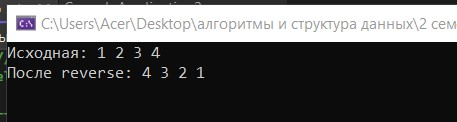 C:\Users\Acer\Desktop\алгоритмы и структура данных\2 сем
Исходная: 1 2 3 4
После reverse: 4 3 2 1